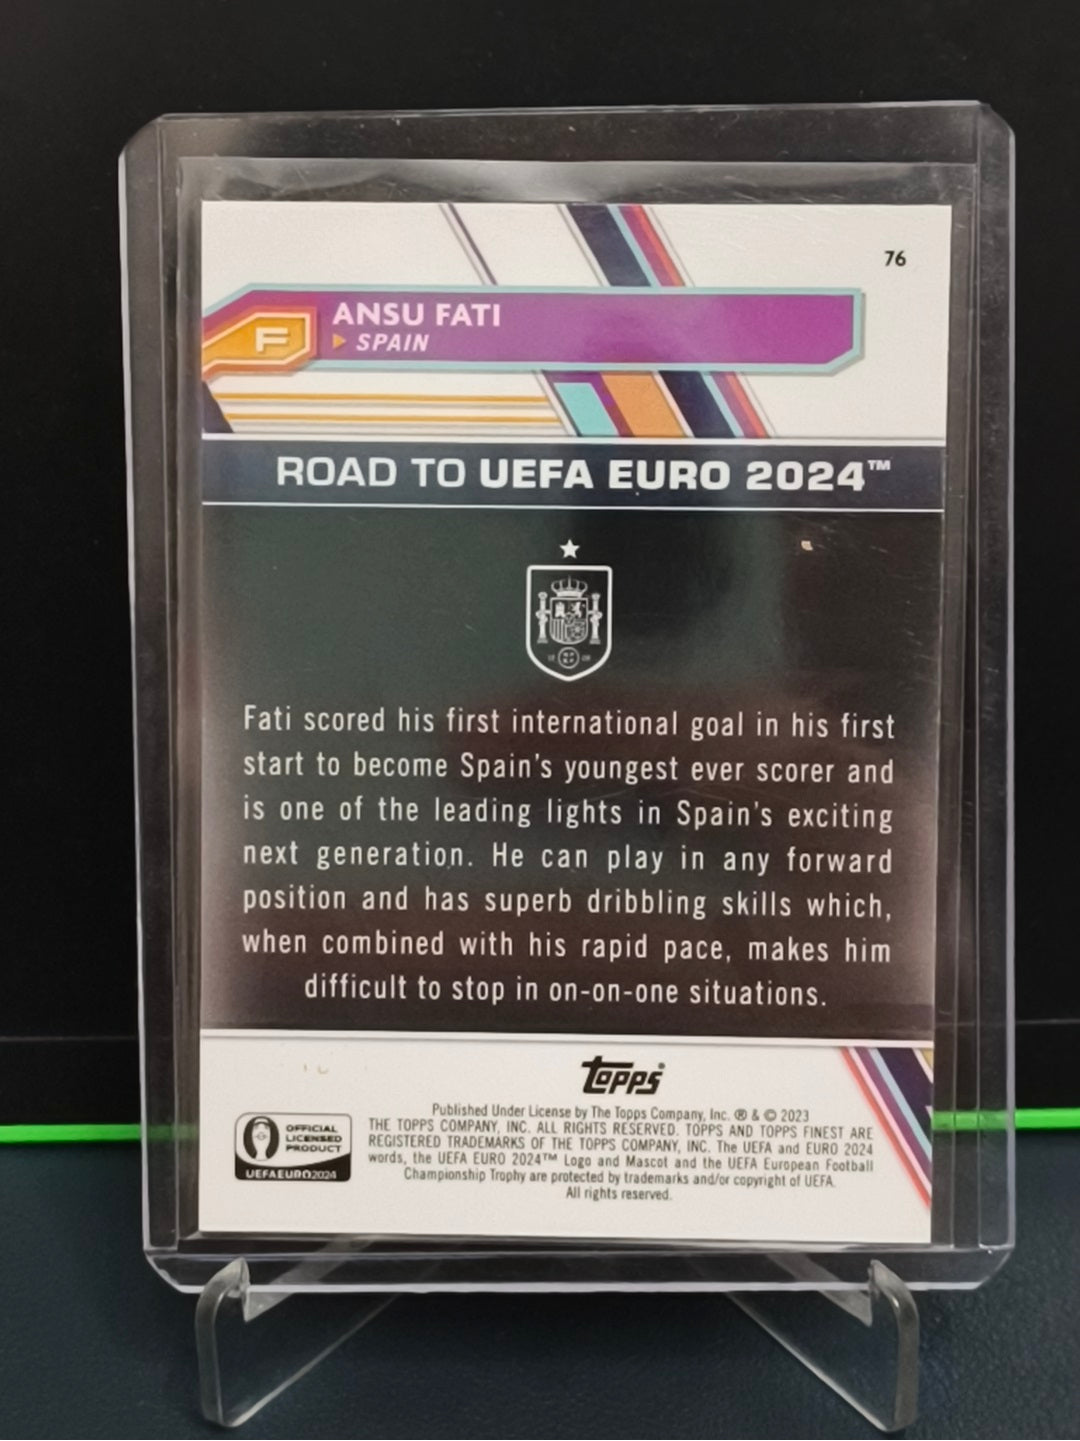 76
ANSU FATI
F
SPAIN
ROAD TO UEFA EURO 2024™
Fati scored his first international goal in his first
start to become Spain's youngest ever scorer and
is one of the leading lights in Spain's exciting
next generation. He can play in any forward
position and has superb dribbling skills which,
when combined with his rapid pace, makes him
difficult to stop in on-on-one situations.
Topps®
Published Under License by The Topps Company, Inc. ® & © 2023
THE TOPPS COMPANY, INC. ALL RIGHTS RESERVED. TOPPS AND TOPPS FINEST ARE
REGISTERED TRADEMARKS OF THE TOPPS COMPANY, INC. The UEFA and EURO 2024
words, the UEFA EURO 2024™ Logo and Mascot and the UEFA European Football
Championship Trophy are protected by trademarks and/or copyright of UEFA.
All rights reserved.
OFFICIAL
LICENSED
PRODUCT
UEFA EURO2024